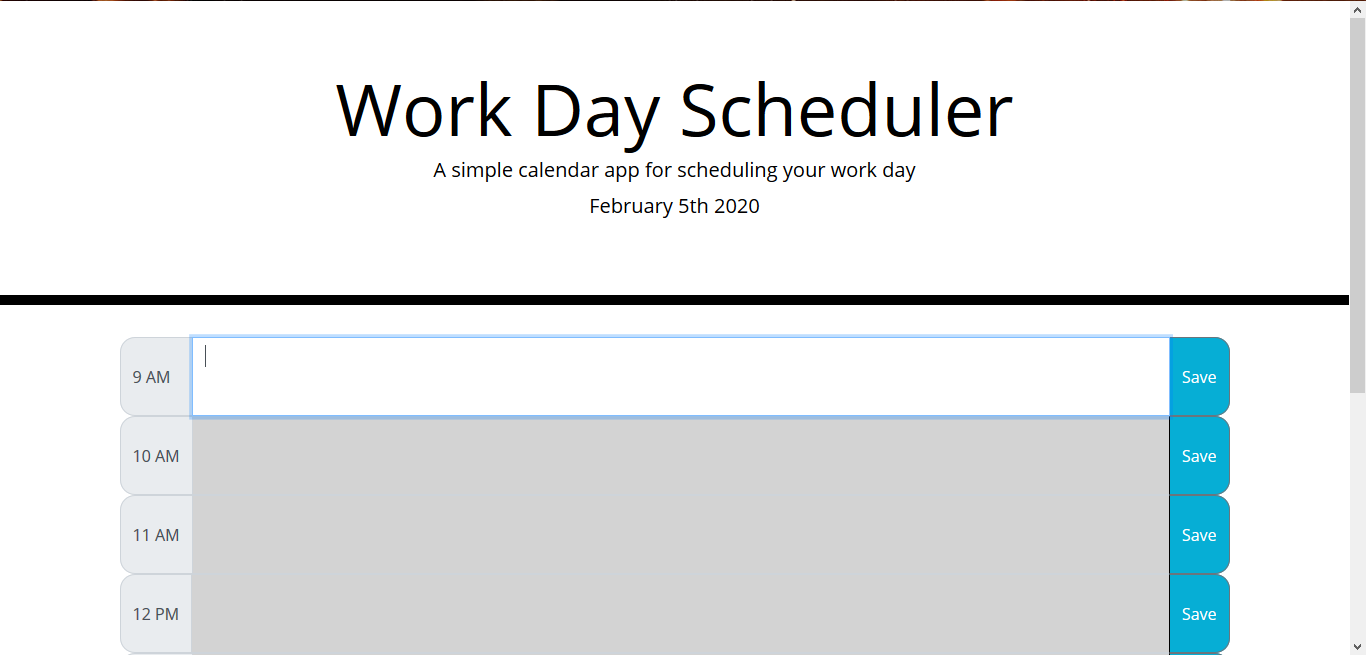 Work Day Scheduler
A simple calendar app for scheduling your work day
February 5th 2020
9 AM
Save
10 AM
Save
11 AM
Save
12 PM
Save